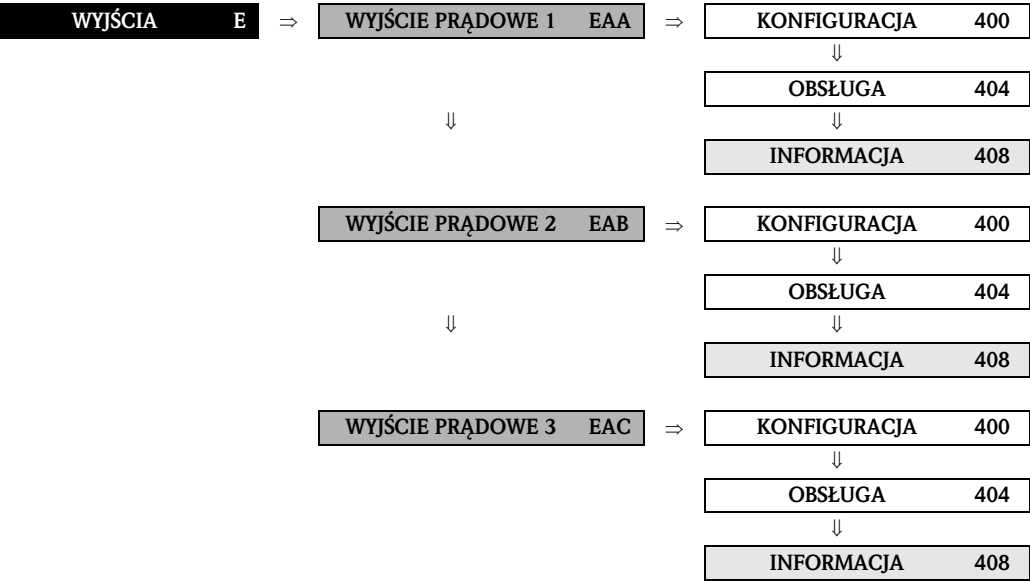 WYJŚCIA E ⇒ WYJŚCIE PRĄDOWE 1 EAA ⇒ KONFIGURACJA 400
⇓
OBSŁUGA 404
⇓ ⇓
INFORMACJA 408
WYJŚCIE PRĄDOWE 2 EAB ⇒ KONFIGURACJA 400
⇓
OBSŁUGA 404
⇓ ⇓
INFORMACJA 408
WYJŚCIE PRĄDOWE 3 EAC ⇒ KONFIGURACJA 400
⇓
OBSŁUGA 404
⇓
INFORMACJA 408